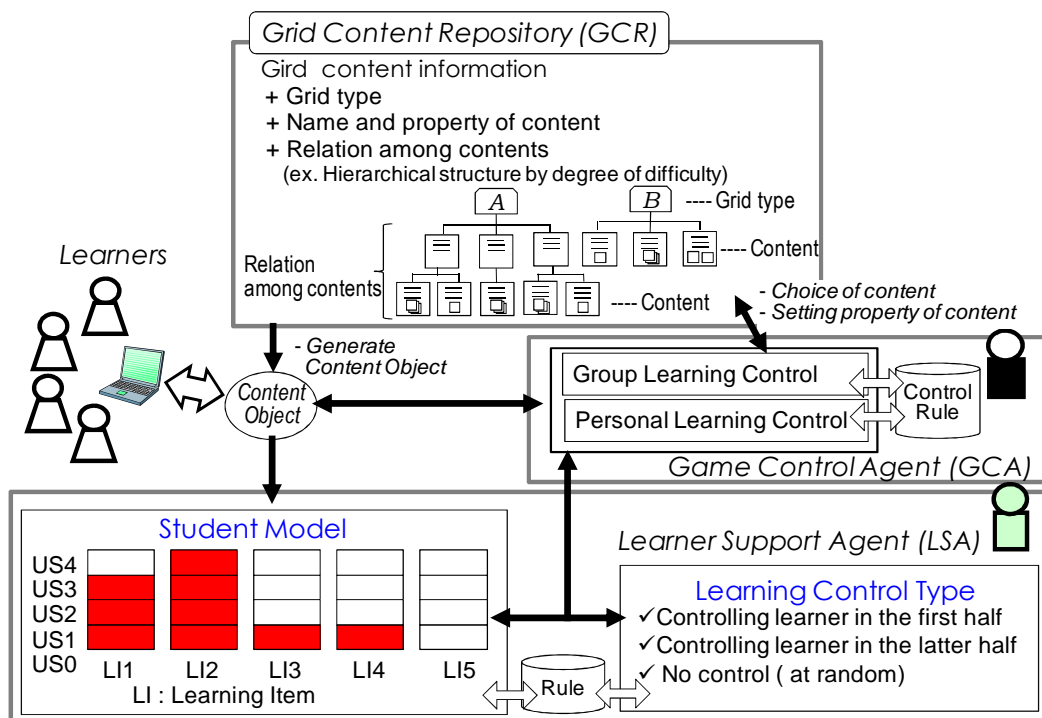 Grid Content Repository (GCR)
Gird content information
+ Grid type
+ Name and property of content
+ Relation among contents
(ex. Hierarchical structure by degree of difficulty)
A
B
---- Grid type
---- Content
Relation
among contents
---- Content
Learners
- Choice of content
- Setting property of content
- Generate
Content Object
Content
Object
Group Learning Control
Personal Learning Control
Control
Rule
Game Control Agent (GCA)
Student Model
US4
US3
US2
US1
US0
LI1 LI2 LI3 LI4 LI5
LI : Learning Item
Rule
Learner Support Agent (LSA)
Learning Control Type
✓Controlling learner in the first half
✓Controlling learner in the latter half
✓ No control ( at random)